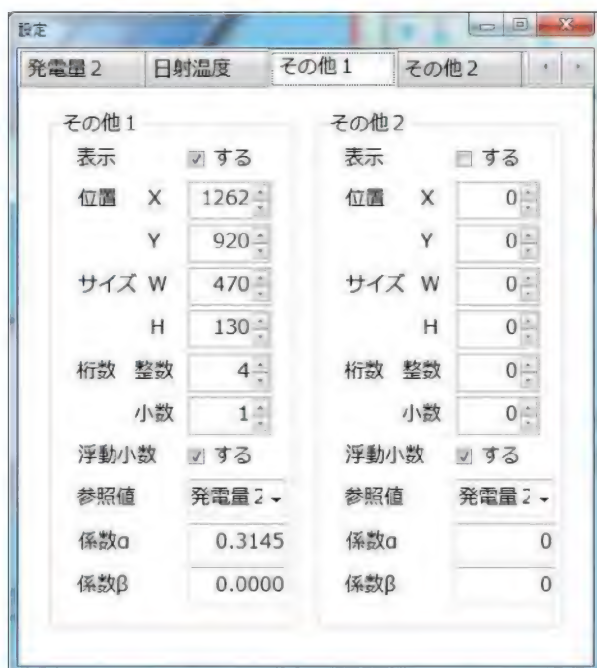 設定
発電量2 日射温度 その他1 その他2
その他1
表示 する
位置 X 1262
Y 920
サイズ W 470
H 130
桁数 整数 4
小数 1
浮動小数 する
参照値 発電量2
係数α 0.3145
係数β 0.0000
その他2
表示 する
位置 X 0
Y 0
サイズ W 0
H 0
桁数 整数 0
小数 0
浮動小数 する
参照値 発電量2
係数α 0
係数β 0